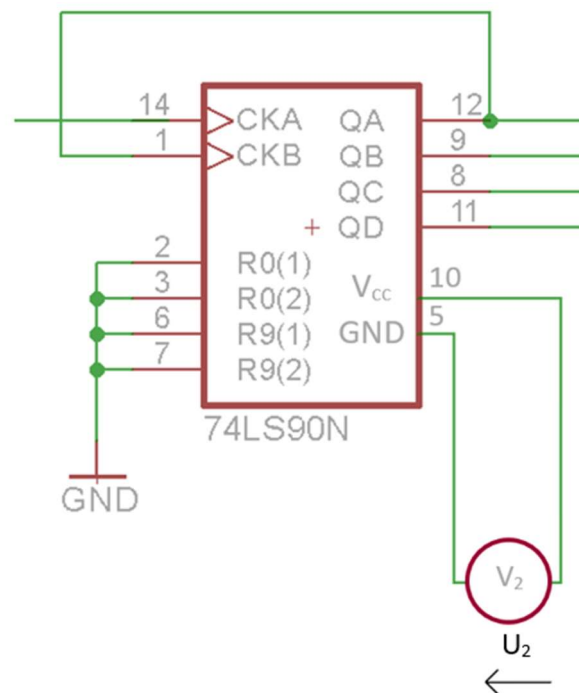 14 CKA QA 12
1 CKB QB 9
QC 8
+ QD 11
2 R0(1)
3 R0(2) Vcc 10
6 R9(1) GND 5
7 R9(2)
74LS90N
GND
V₂
U₂